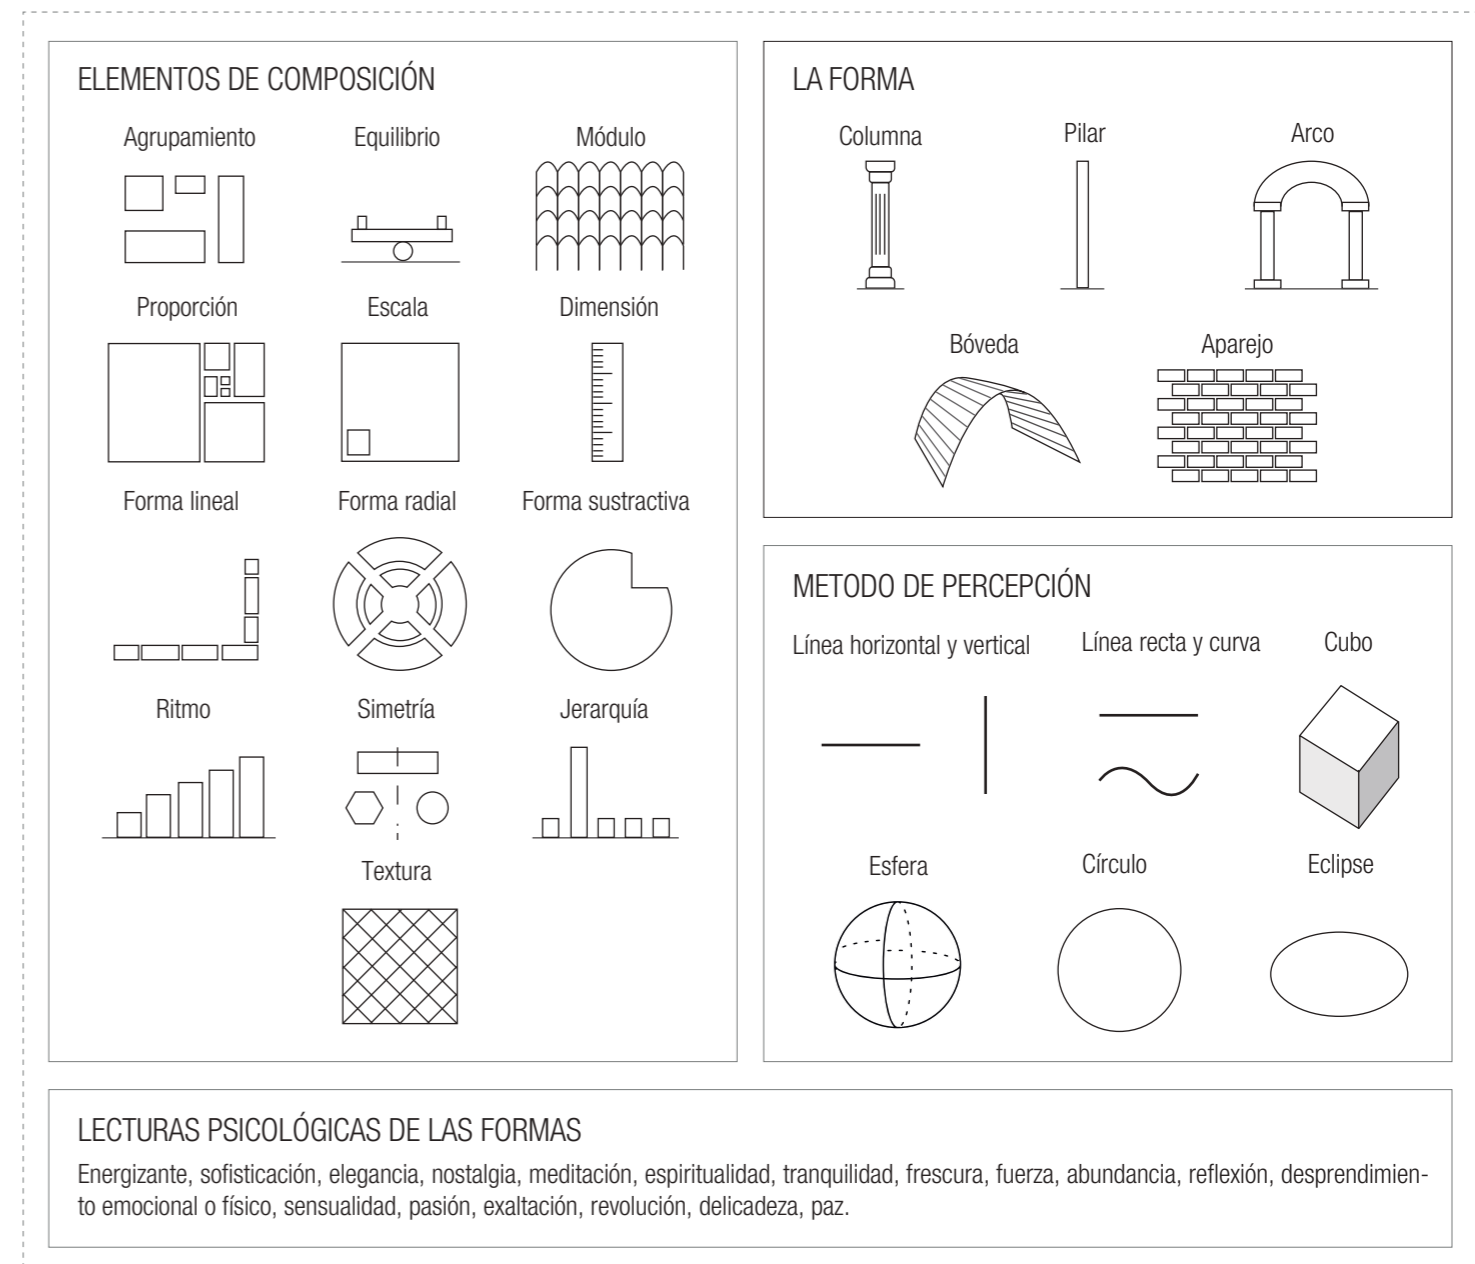 ELEMENTOS DE COMPOSICIÓN
Agrupamiento Equilibrio Módulo
Proporción Escala Dimensión
Forma lineal Forma radial Forma sustractiva
Ritmo Simetría Jerarquía
Textura
LA FORMA
Columna Pilar Arco
Bóveda Aparejo
METODO DE PERCEPCIÓN
Línea horizontal y vertical Línea recta y curva Cubo
Esfera Círculo Eclipse
LECTURAS PSICOLÓGICAS DE LAS FORMAS
Energizante, sofisticación, elegancia, nostalgia, meditación, espiritualidad, tranquilidad, frescura, fuerza, abundancia, reflexión, desprendimien-
to emocional o físico, sensualidad, pasión, exaltación, revolución, delicadeza, paz.